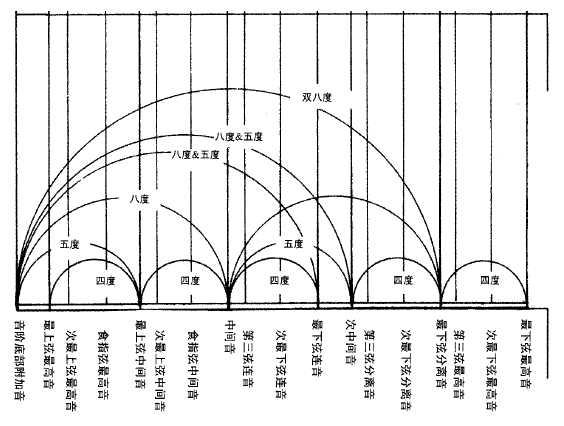 双八度
八度&五度
八度&五度
八度
五度
五度
四度
四度
四度
四度
四度
音阶底部附加音
最上弦最高音
次最上弦最高音
食指弦最高音
最上弦中间音
次最上弦中间音
食指弦中间音
中间音
第三弦连音
次最下弦连音
最下弦连音
次中间音
第三弦分离音
次最下弦分离音
最下弦分离音
第三弦最高音
次最下弦最高音
最下弦最高音